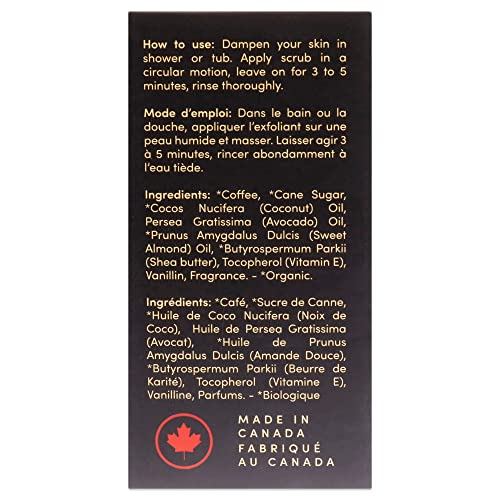 How to use: Dampen your skin in
shower or tub. Apply scrub in a
circular motion, leave on for 3 to 5
minutes, rinse thoroughly.
Mode d'emploi: Dans le bain ou la
douche, appliquer l'exfoliant sur une
peau humide et masser. Laisser agir 3
à 5 minutes, rincer abondamment à
l'eau tiède.
Ingredients: *Coffee, *Cane Sugar,
*Cocos Nucifera (Coconut) Oil,
Persea Gratissima (Avocado) Oil,
*Prunus Amygdalus Dulcis (Sweet
Almond) Oil, *Butyrospermum Parkii
(Shea butter), Tocopherol (Vitamin E),
Vanillin, Fragrance. - *Organic.
Ingrédients: *Café, *Sucre de Canne,
*Huile de Coco Nucifera (Noix de
Coco), Huile de Persea Gratissima
(Avocat), *Huile de Prunus
Amygdalus Dulcis (Amande Douce),
*Butyrospermum Parkii (Beurre de
Karité), Tocopherol (Vitamine E),
Vanilline, Parfums. - *Biologique
MADE IN
CANADA
FABRIQUÉ
AU CANADA